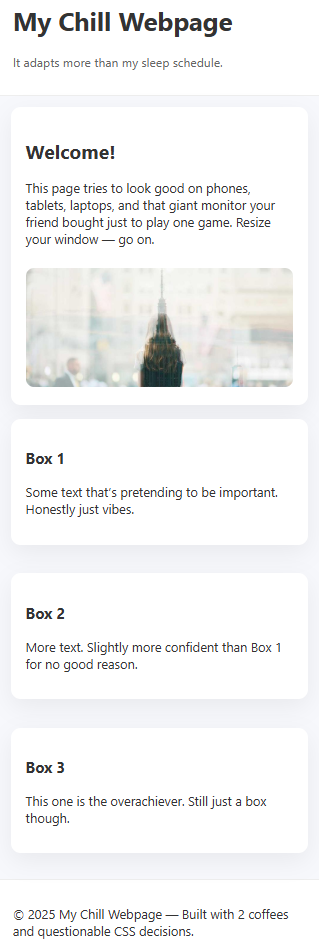 My Chill Webpage
It adapts more than my sleep schedule.
Welcome!
This page tries to look good on phones,
tablets, laptops, and that giant monitor your
friend bought just to play one game. Resize
your window — go on.
Box 1
Some text that’s pretending to be important.
Honestly just vibes.
Box 2
More text. Slightly more confident than Box 1
for no good reason.
Box 3
This one is the overachiever. Still just a box
though.
© 2025 My Chill Webpage — Built with 2 coffees
and questionable CSS decisions.